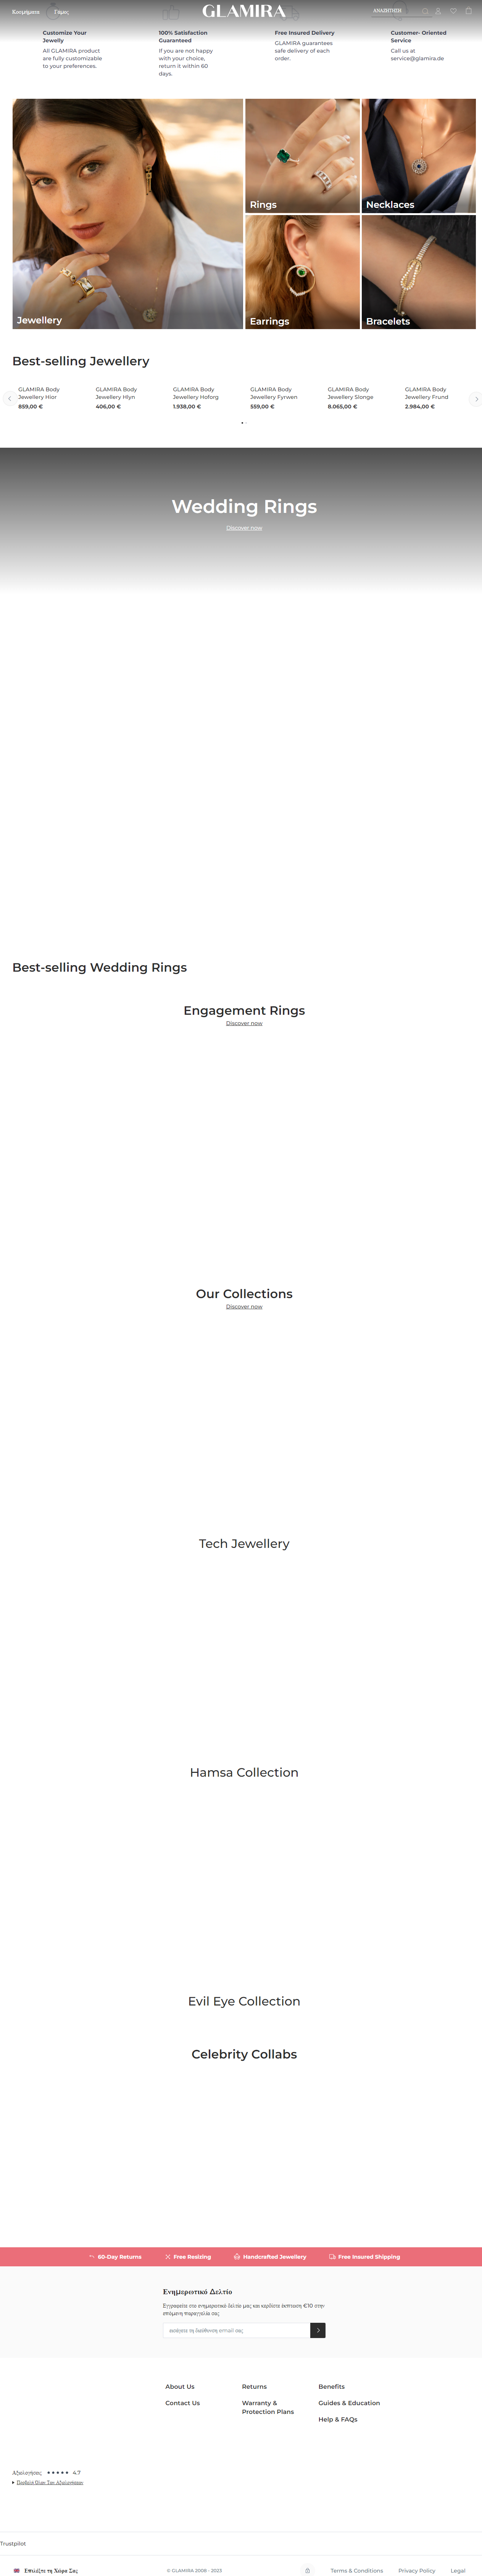 Κοσμήματα
Γάμος
GLAMIRA
ΑΝΑΖΗΤΗΣΗ
Customize Your
Jewelly
All GLAMIRA product
are fully customizable
to your preferences.
100% Satisfaction
Guaranteed
If you are not happy
with your choice,
return it within 60
days.
Free Insured Delivery
GLAMIRA guarantees
safe delivery of each
order.
Customer- Oriented
Service
Call us at
service@glamira.de
Jewellery
Rings
Necklaces
Earrings
Bracelets
Best-selling Jewellery
GLAMIRA Body
Jewellery Hior
859,00 €
GLAMIRA Body
Jewellery Hlyn
406,00 €
GLAMIRA Body
Jewellery Hoforg
1.938,00 €
GLAMIRA Body
Jewellery Fyrwen
559,00 €
GLAMIRA Body
Jewellery Slonge
8.065,00 €
GLAMIRA Body
Jewellery Frund
2.984,00 €
Wedding Rings
Discover now
Best-selling Wedding Rings
Engagement Rings
Discover now
Our Collections
Discover now
Tech Jewellery
Hamsa Collection
Evil Eye Collection
Celebrity Collabs
60-Day Returns
Free Resizing
Handcrafted Jewellery
Free Insured Shipping
Ενημερωτικό Δελτίο
Εγγραφείτε στο ενημερωτικό δελτίο μας και κερδίστε έκπτωση €10 στην
επόμενη παραγγελία σας
εισάγετε τη διεύθυνση email σας
About Us
Contact Us
Returns
Warranty &
Protection Plans
Benefits
Guides & Education
Help & FAQs
Αξιολογήσεις ★★★★★ 4.7
Προβολή Όλων Των Αξιολογήσεων
Trustpilot
Επιλέξτε τη Χώρα Σας
© GLAMIRA 2008 - 2023
Terms & Conditions
Privacy Policy
Legal